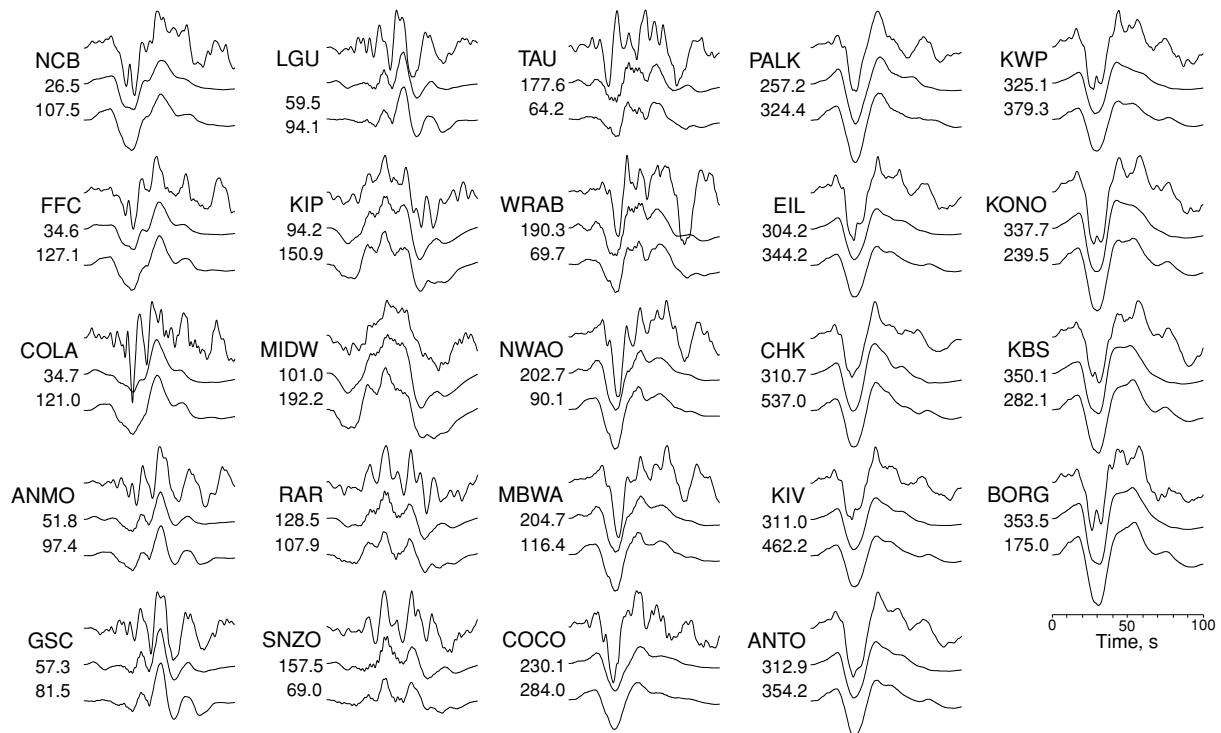 NCB
26.5
107.5
FFC
34.6
127.1
COLA
34.7
121.0
ANMO
51.8
97.4
GSC
57.3
81.5
LGU
59.5
94.1
KIP
94.2
150.9
MIDW
101.0
192.2
RAR
128.5
107.9
SNZO
157.5
69.0
TAU
177.6
64.2
WRAB
190.3
69.7
NWAO
202.7
90.1
MBWA
204.7
116.4
COCO
230.1
284.0
PALK
257.2
324.4
EIL
304.2
344.2
CHK
310.7
537.0
KIV
311.0
462.2
ANTO
312.9
354.2
KWP
325.1
379.3
KONO
337.7
239.5
KBS
350.1
282.1
BORG
353.5
175.0
0 50 100
Time, s